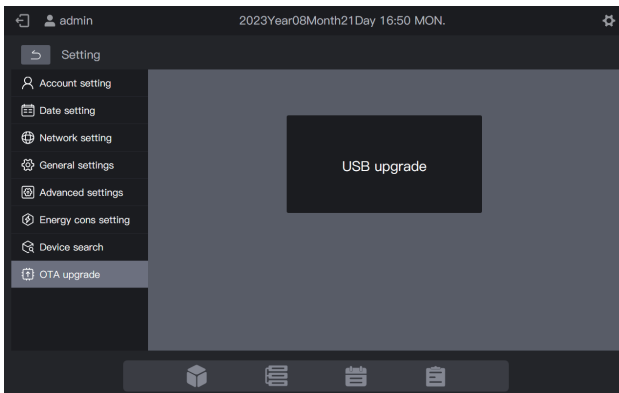 admin
2023Year08Month21Day 16:50 MON.
Setting
Account setting
Date setting
Network setting
General settings
Advanced settings
Energy cons setting
Device search
OTA upgrade
USB upgrade